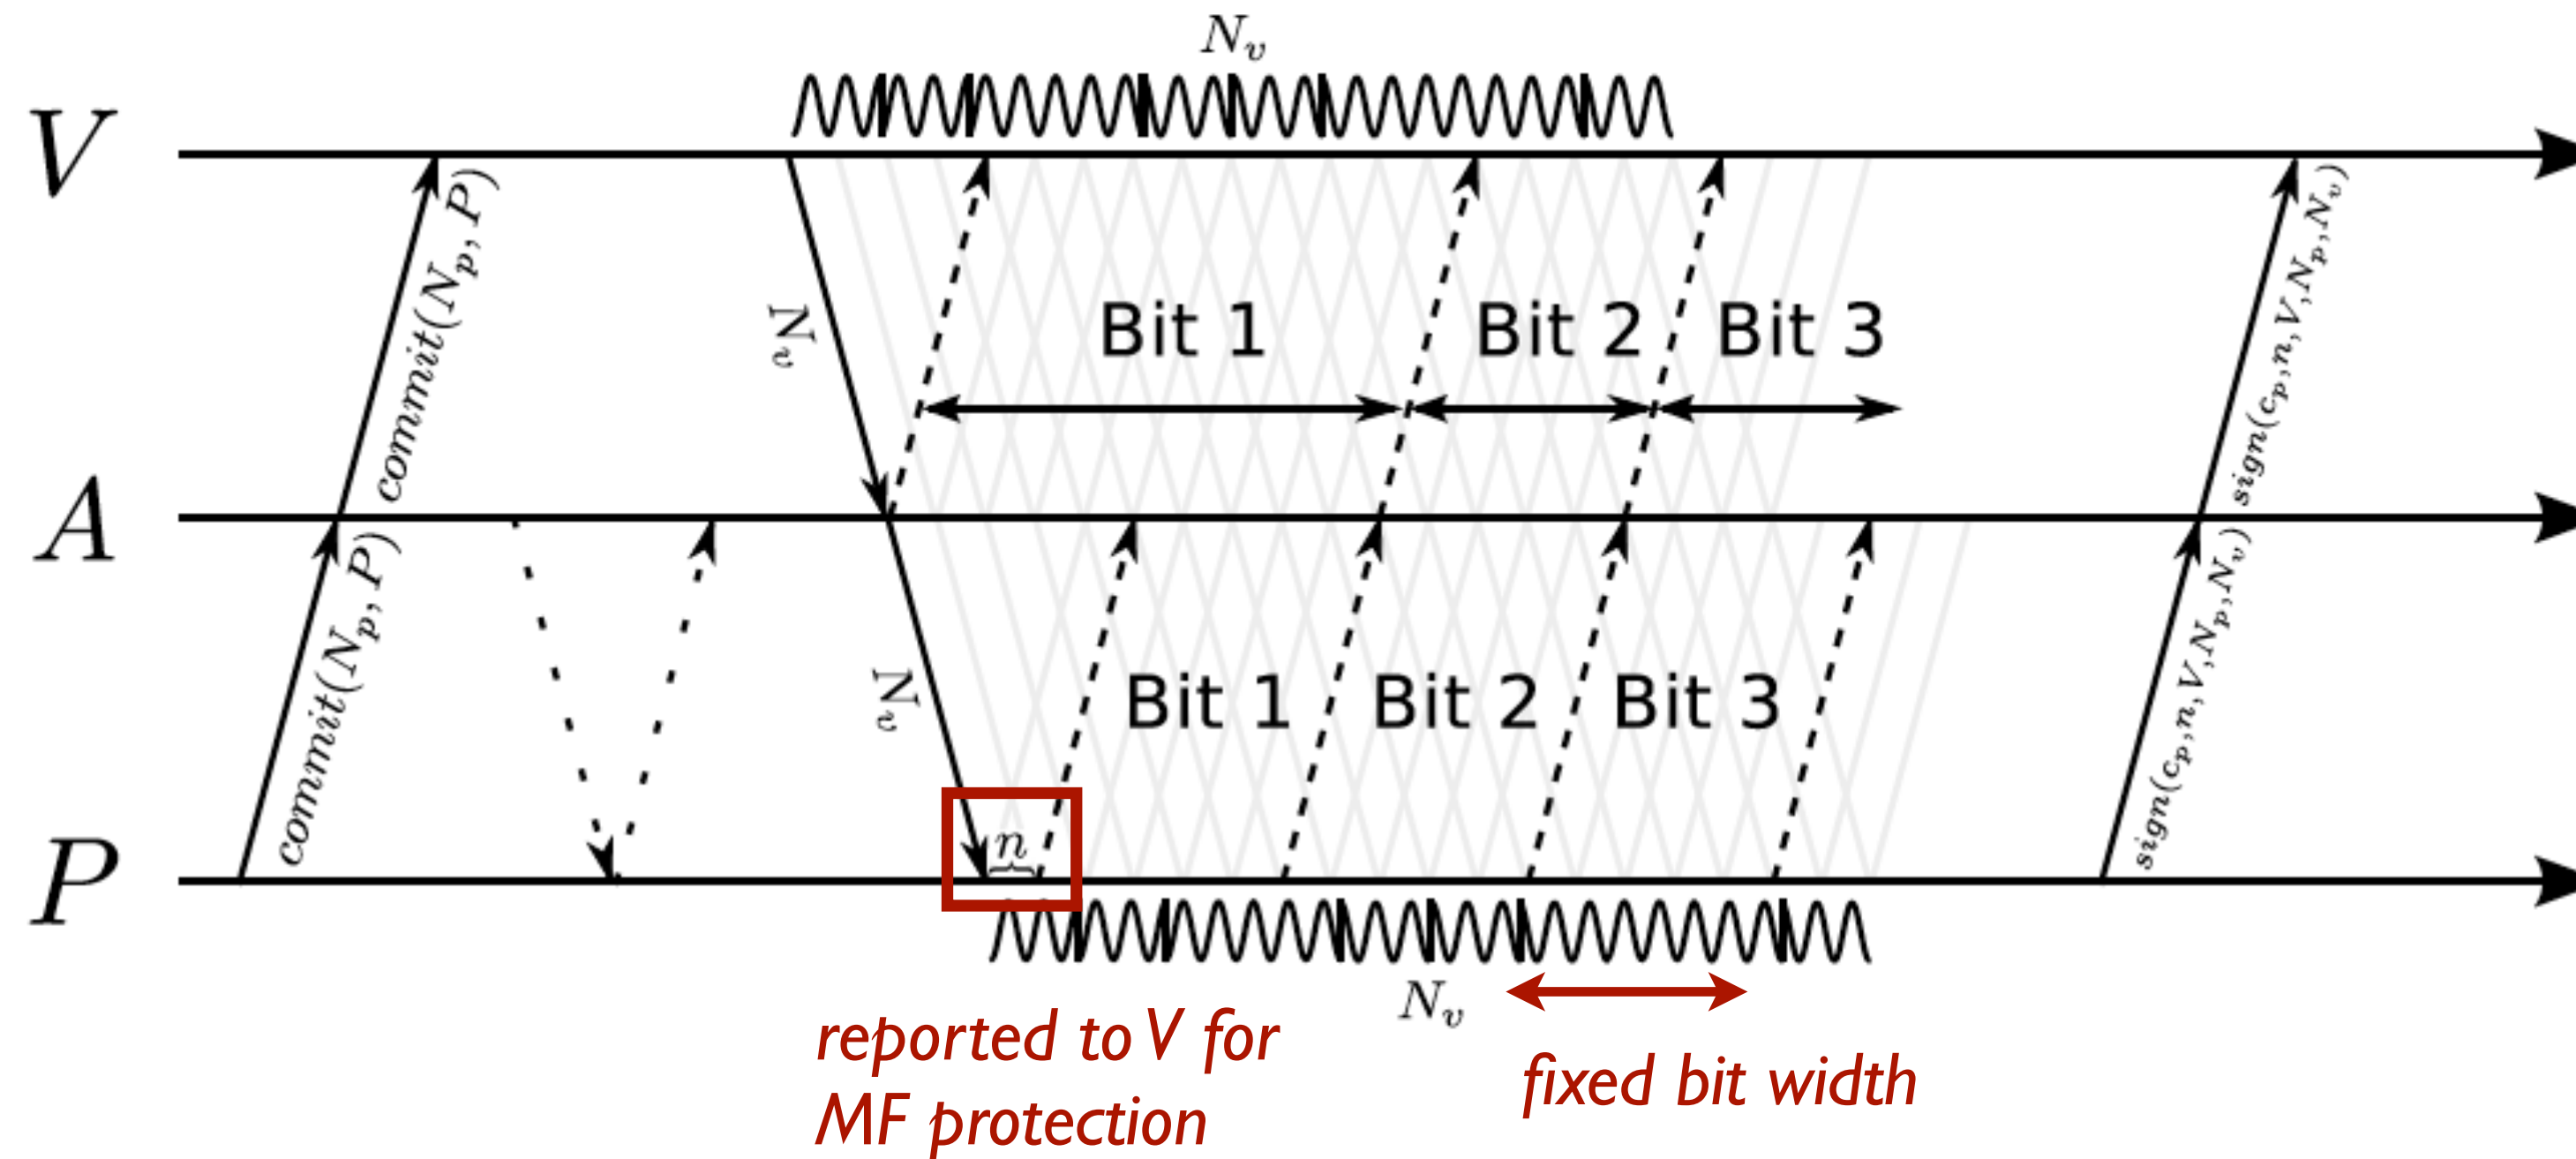 N_v
V
commit(N_p, P)
N_v
Bit 1
Bit 2
Bit 3
sign(c_p,n,V,N_p,N_v)
A
commit(N_p, P)
N_v
Bit 1
Bit 2
Bit 3
sign(c_p,n,V,N_p,N_v)
n
P
N_v
reported to V for
MF protection
fixed bit width